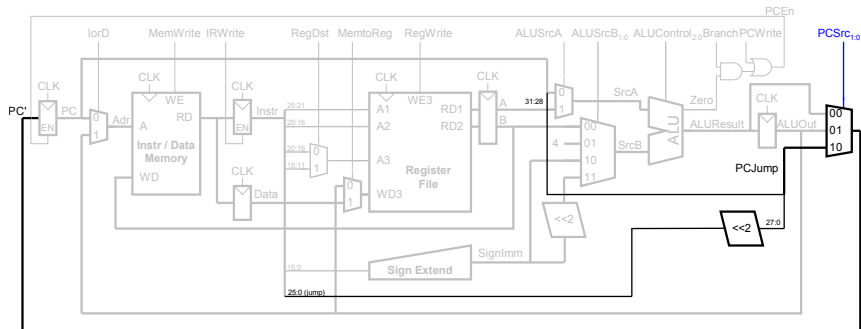 PCEn
IorD MemWrite IRWrite RegDst MemtoReg RegWrite ALUSrcA ALUSrcB1:0 ALUControl2:0 Branch PCWrite PCSrc1:0
CLK CLK CLK CLK CLK CLK
PC' PC 0 1 Adr A WE RD Instr / Data Memory WD
EN
EN
Instr
CLK
Data
25:21
20:16
20:16
15:11
0
1
0
1
A1 WE3 RD1
A2 RD2
A3
WD3
Register
File
A
B
31:28
0
1
SrcA
00
4 01
10
11
SrcB
ALU
Zero
ALUResult
ALUOut
00
01
10
PCJump
<<2
<<2
27:0
SignImm
15:0
Sign Extend
25:0 (jump)